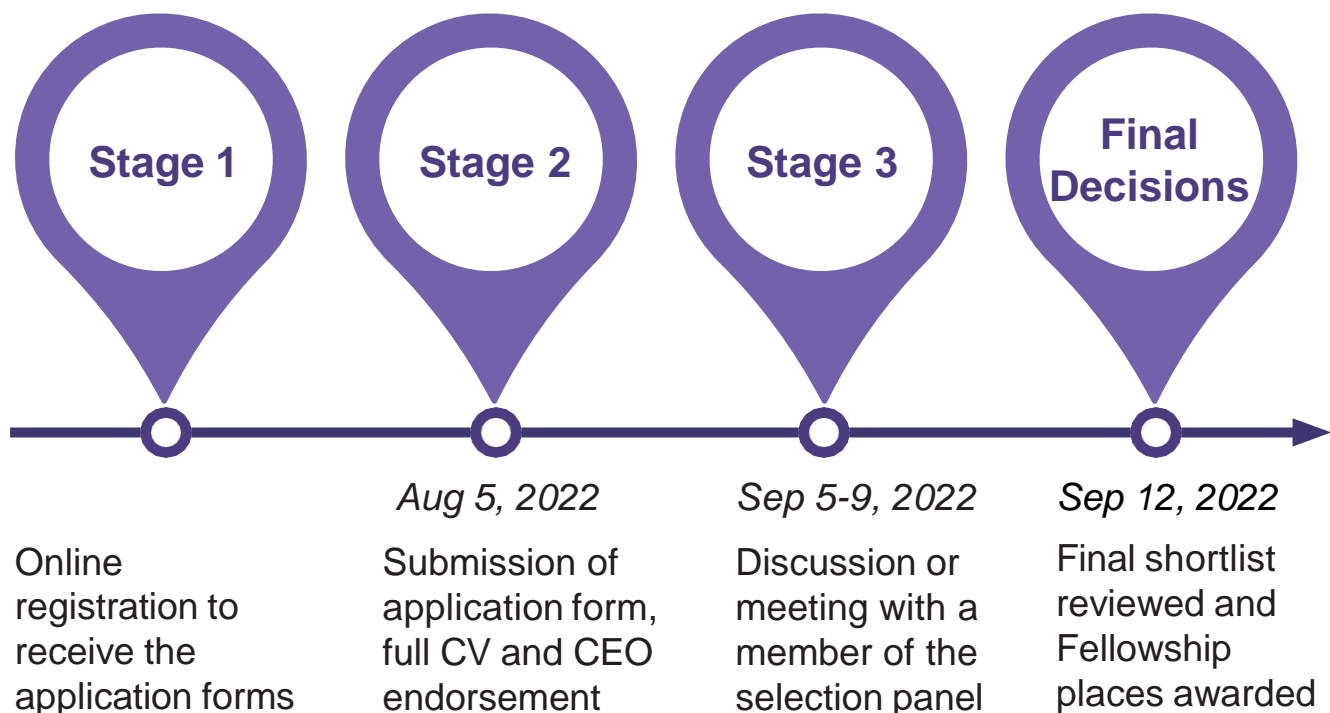 Stage 1
Stage 2
Stage 3
Final
Decisions
Aug 5, 2022
Sep 5-9, 2022
Sep 12, 2022
Online
registration to
receive the
application forms
Submission of
application form,
full CV and CEO
endorsement
Discussion or
meeting with a
member of the
selection panel
Final shortlist
reviewed and
Fellowship
places awarded